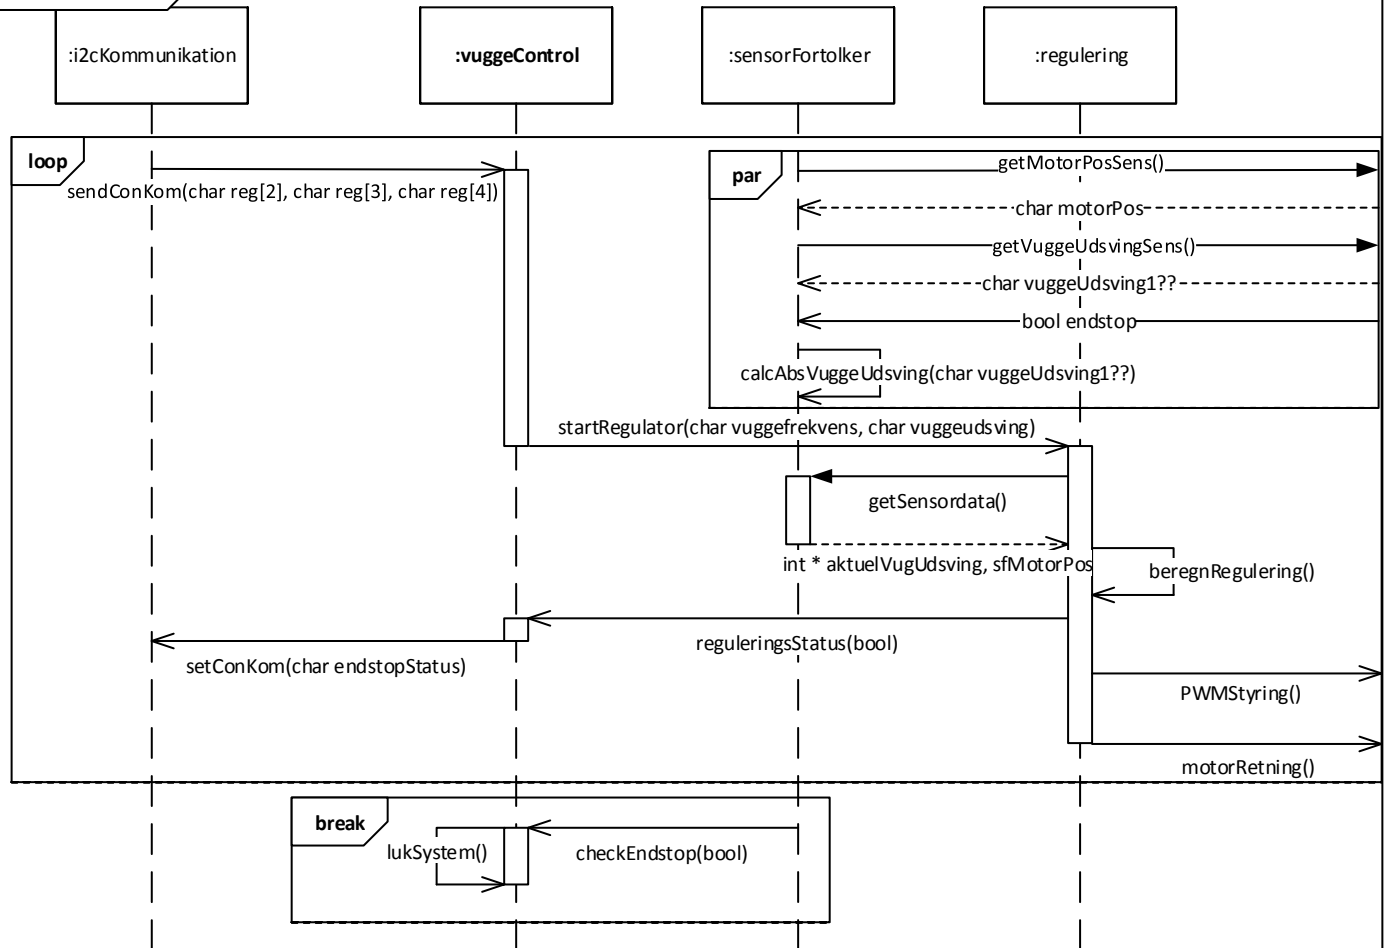 :i2cKommunikation
:vuggeControl
:sensorFortolker
:regulering
loop
sendConKom(char reg[2], char reg[3], char reg[4])
par
getMotorPosSens()
char motorPos
getVuggeUdsvingSens()
char vuggeUdsving1??
bool endstop
calcAbsVuggeUdsving(char vuggeUdsving1??)
startRegulator(char vuggefrekvens, char vuggeudsving)
getSensordata()
int * aktuelVugUdsving, sfMotorPos
beregnRegulering()
reguleringsStatus(bool)
setConKom(char endstopStatus)
PWMStyring()
motorRetning()
break
lukSystem()
checkEndstop(bool)